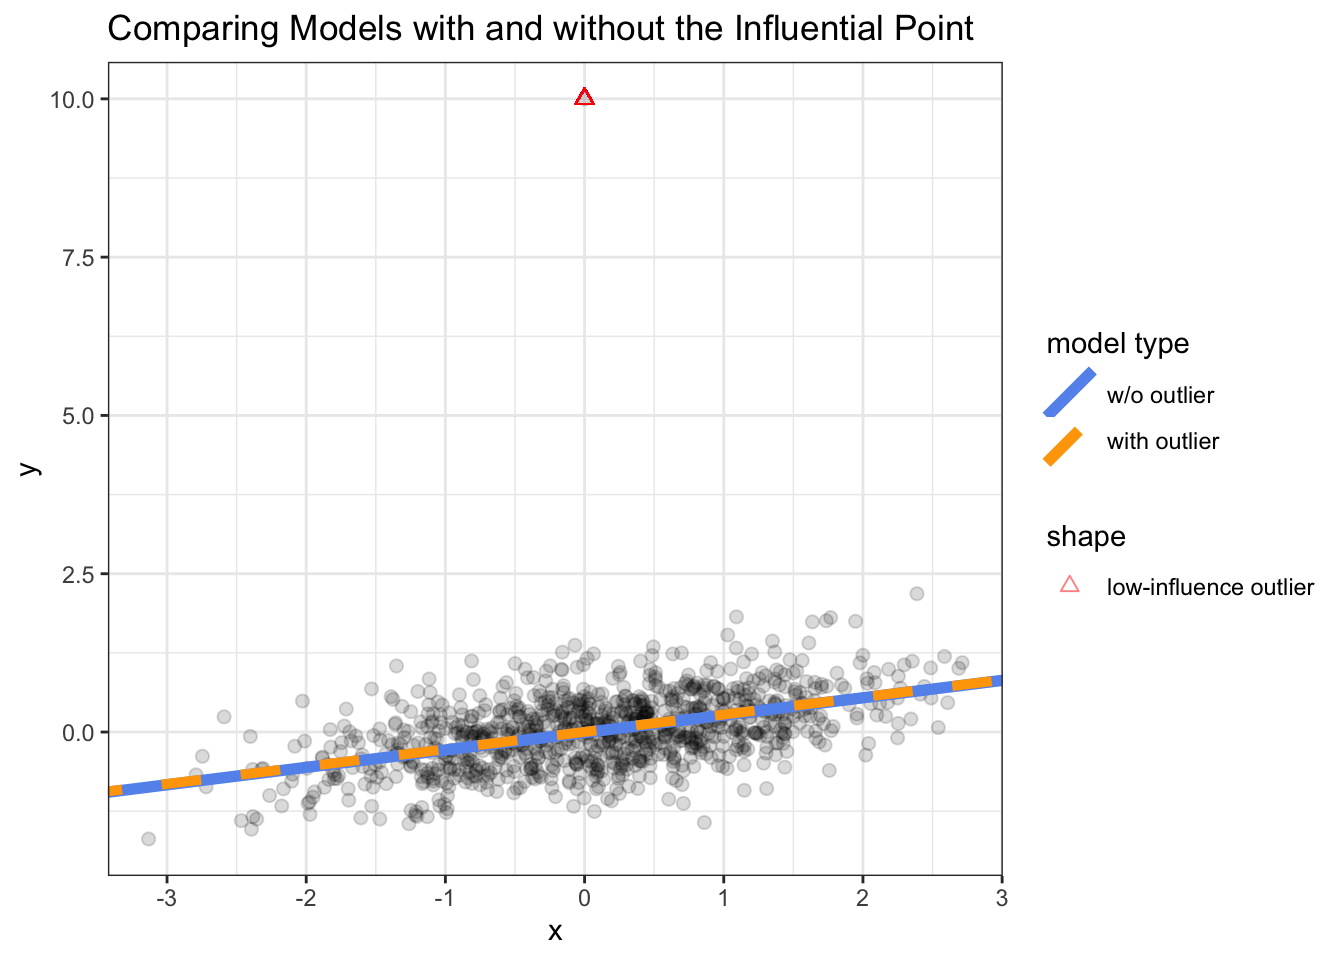 Comparing Models with and without the Influential Point
10.0
7.5
5.0
2.5
0.0
y
-3 -2 -1 0 1 2 3
x
model type
w/o outlier
with outlier
shape
low-influence outlier